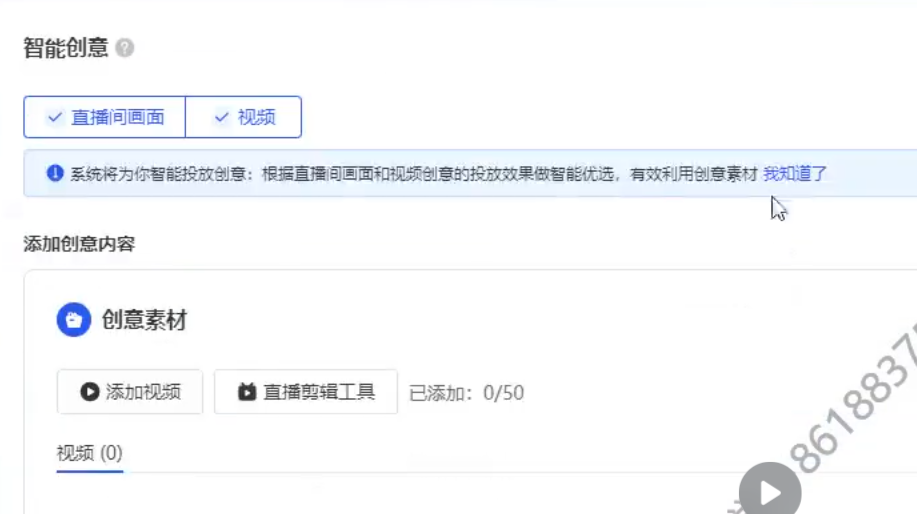 智能创意
直播间画面 视频
系统将为你智能投放创意：根据直播间画面和视频创意的投放效果做智能优选，有效利用创意素材 我知道了
添加创意内容
创意素材
添加视频 直播剪辑工具 已添加：0/50
视频 (0)
8618837